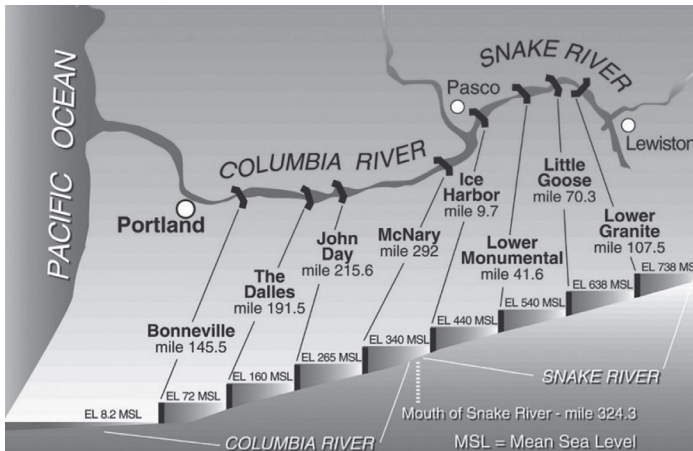 PACIFIC OCEAN
SNAKE RIVER
Pasco
Lewiston
COLUMBIA RIVER
Portland
Bonneville
mile 145.5
The
Dalles
mile 191.5
John
Day
mile 215.6
McNary
mile 292
Ice
Harbor
mile 9.7
Lower
Monumental
mile 41.6
Little
Goose
mile 70.3
Lower
Granite
mile 107.5
EL 8.2 MSL
EL 72 MSL
EL 160 MSL
EL 265 MSL
EL 340 MSL
EL 440 MSL
EL 540 MSL
EL 638 MSL
EL 738 MSL
SNAKE RIVER
Mouth of Snake River - mile 324.3
COLUMBIA RIVER
MSL = Mean Sea Level